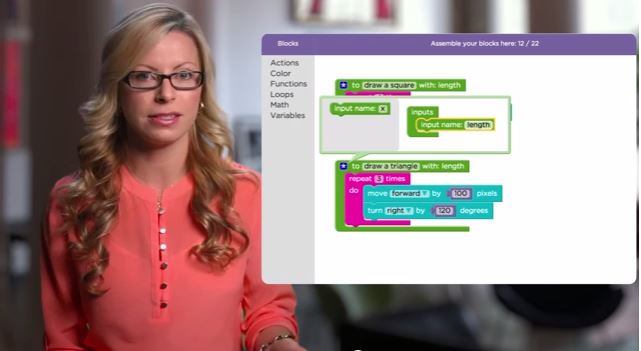 Blocks
Assemble your blocks here: 12 / 22
Actions
Color
Functions
Loops
Math
Variables
to draw a square with: length
input name: x
inputs
input name: length
to draw a triangle with: length
repeat 3 times
do
move forward by 100 pixels
turn right by 120 degrees